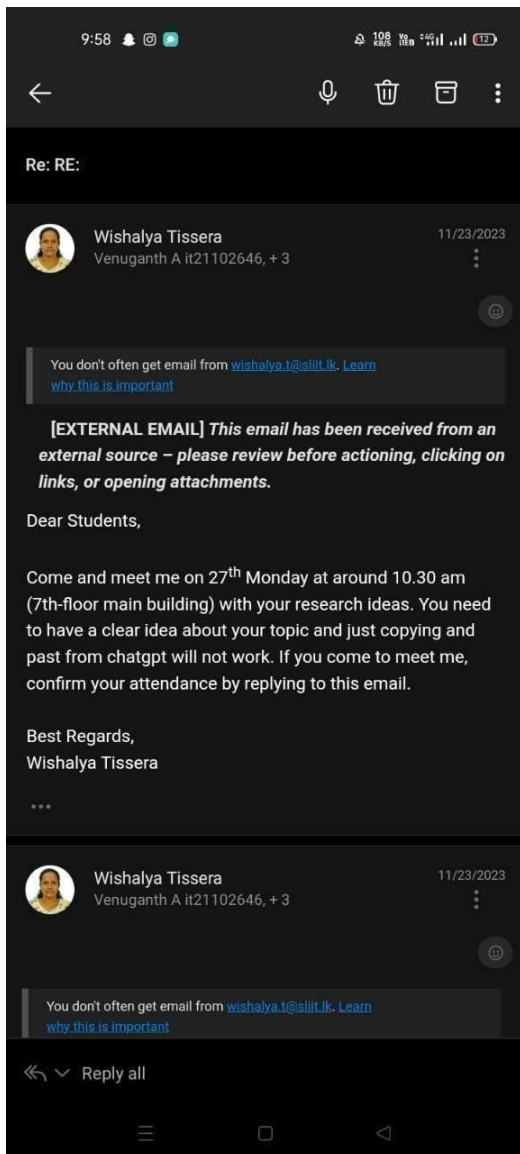 9:58
108
KB/S
Vo
LTE
4G
12
Re: RE:
Wishalya Tissera
11/23/2023
Venuganth A it21102646, + 3
You don't often get email from wishalya.t@sliit.lk. Learn
why this is important
[EXTERNAL EMAIL] This email has been received from an
external source – please review before actioning, clicking on
links, or opening attachments.
Dear Students,
Come and meet me on 27th Monday at around 10.30 am
(7th-floor main building) with your research ideas. You need
to have a clear idea about your topic and just copying and
past from chatgpt will not work. If you come to meet me,
confirm your attendance by replying to this email.
Best Regards,
Wishalya Tissera
Wishalya Tissera
11/23/2023
Venuganth A it21102646, + 3
You don't often get email from wishalya.t@sliit.lk. Learn
why this is important
Reply all